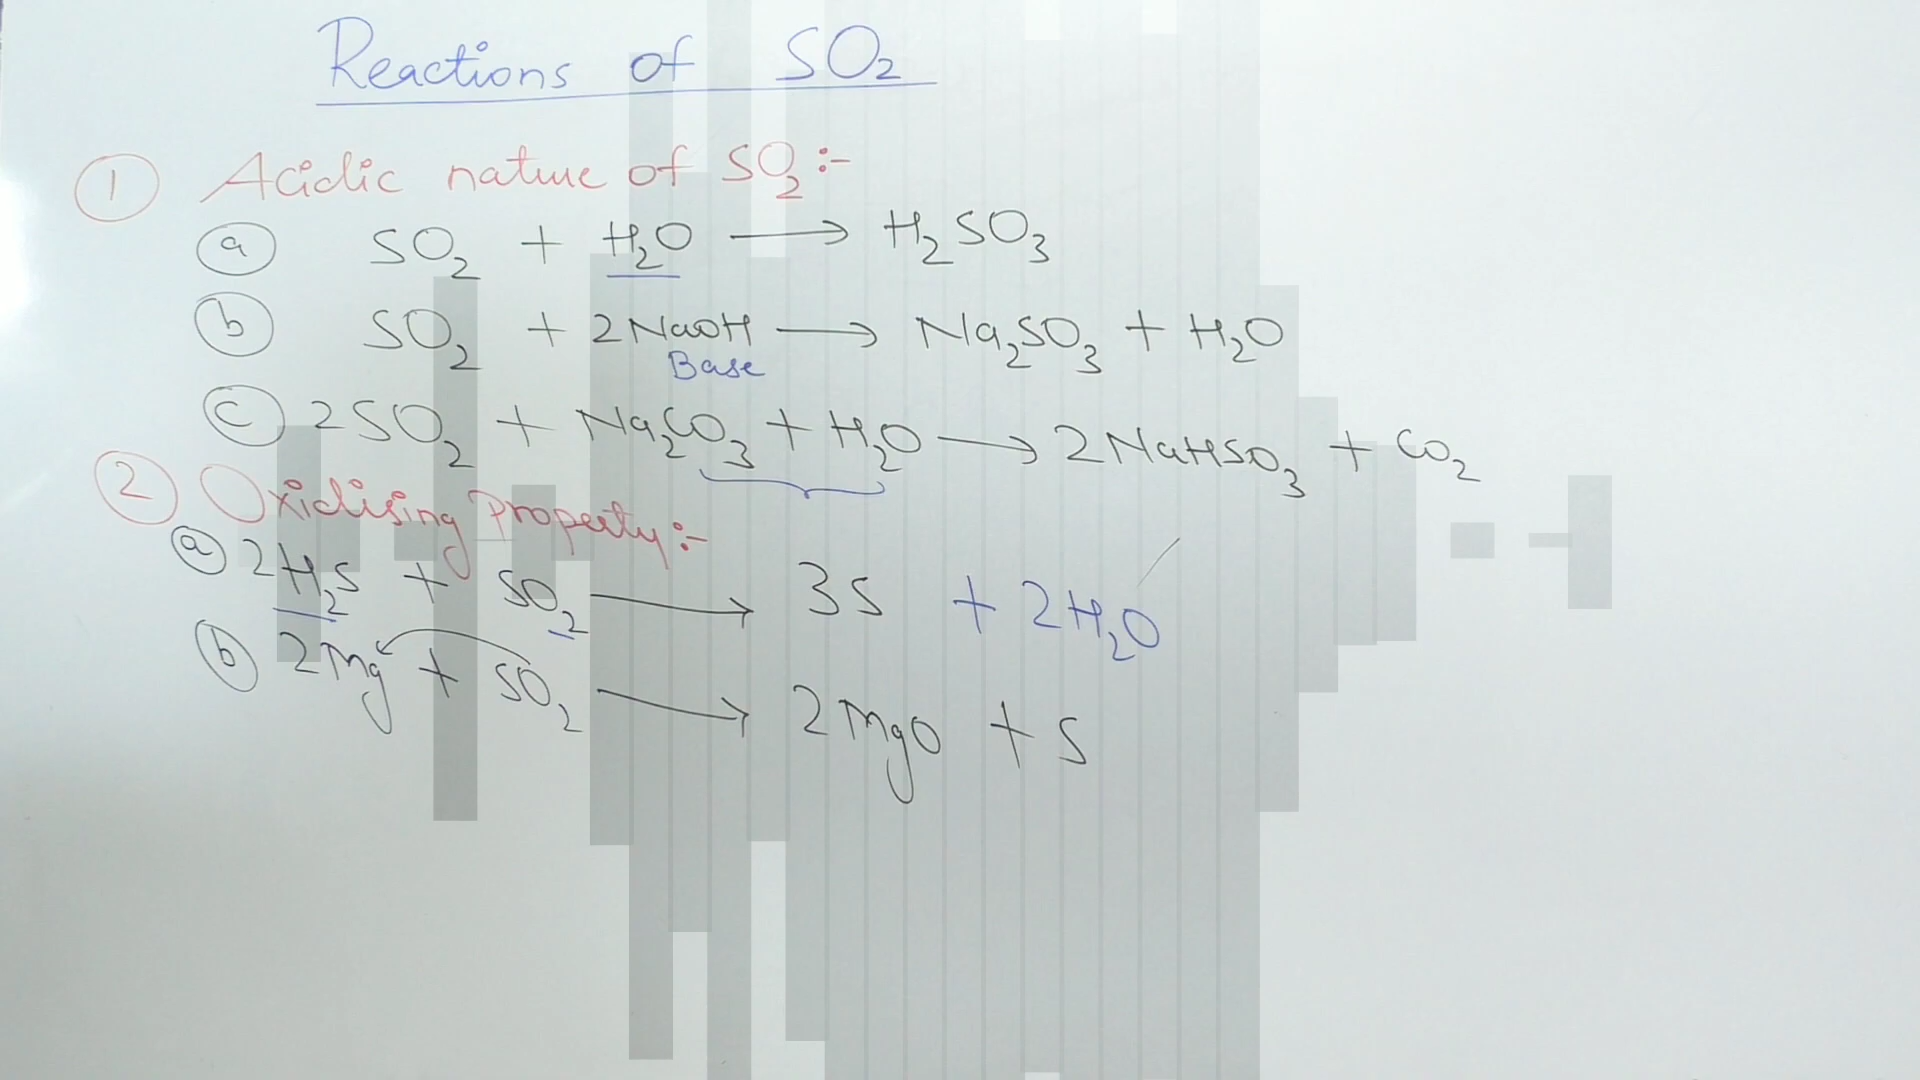 Reactions of SO₂
① Acidic nature of SO₂:-
ⓐ SO₂ + H₂O ⟶ H₂SO₃
ⓑ SO₂ + 2NaOH ⟶ Na₂SO₃ + H₂O
Base
ⓒ 2SO₂ + Na₂CO₃ + H₂O ⟶ 2NaHSO₃ + CO₂
② Oxidising property:-
ⓐ 2H₂S + SO₂ ⟶ 3S + 2H₂O
ⓑ 2Mg + SO₂ ⟶ 2MgO + S